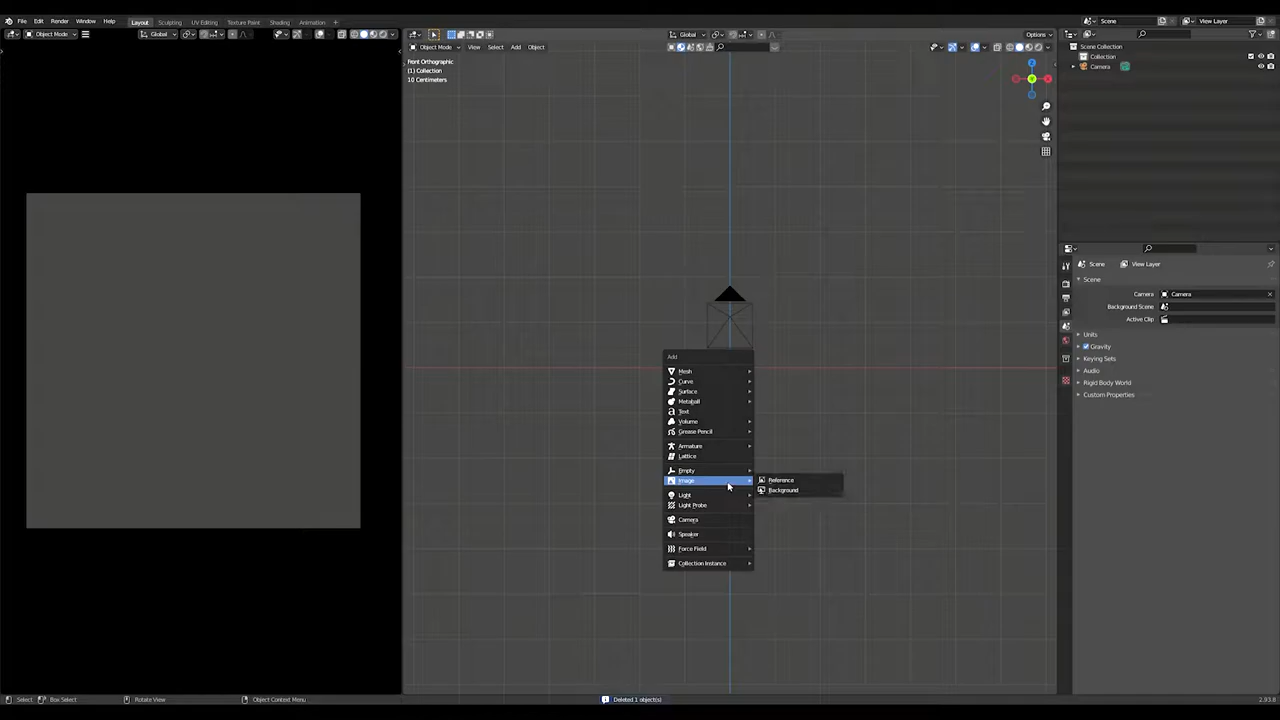 File Edit Render Window Help Layout Sculpting UV Editing Texture Paint Shading Animation + Scene View Layer
Object Mode Global Global Options
Object Mode View Select Add Object
Front Orthographic
(1) Collection
10 Centimeters
Scene Collection
Collection
Camera
Z
Y
X
Scene View Layer
Scene
Camera Camera
Background Scene
Active Clip
Units
Gravity
Keying Sets
Audio
Rigid Body World
Custom Properties
Add
Mesh
Curve
Surface
Metaball
Text
Volume
Grease Pencil
Armature
Lattice
Empty
Image
Reference
Background
Light
Light Probe
Camera
Speaker
Force Field
Collection Instance
Select Box Select Rotate View Object Context Menu Deleted 1 object(s) 2.93.8